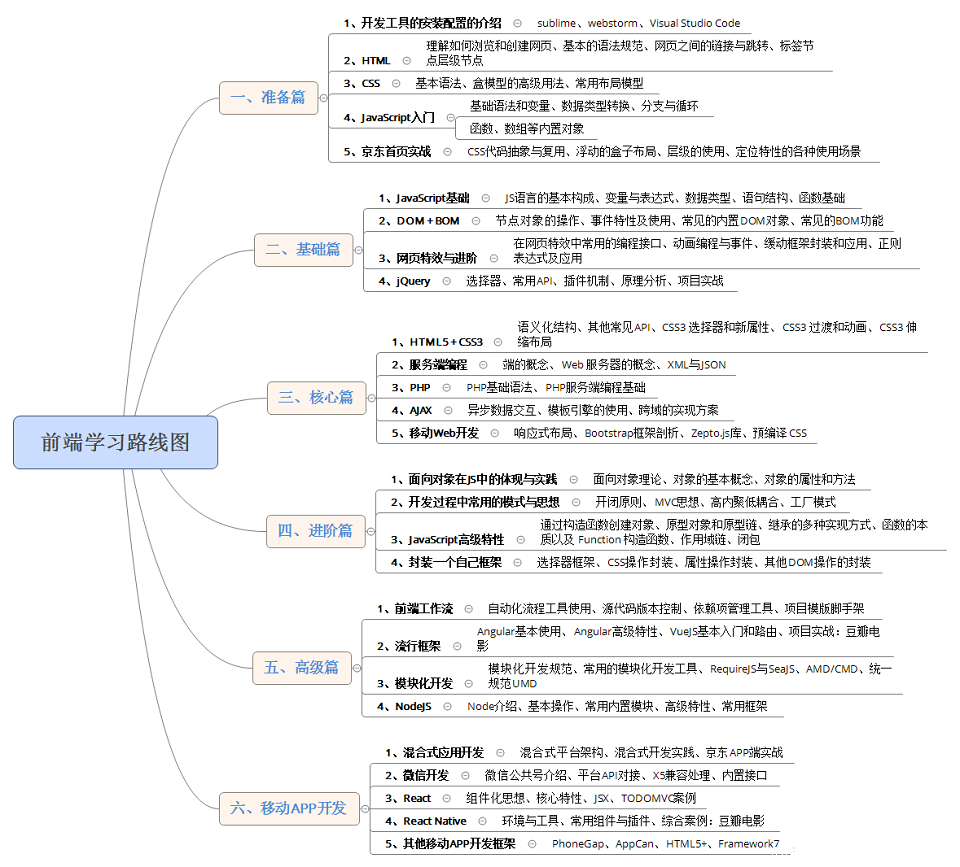 前端学习路线图
一、准备篇
1、开发工具的安装配置的介绍
sublime、webstorm、Visual Studio Code
2、HTML
理解如何浏览和创建网页、基本的语法规范、网页之间的链接与跳转、标签节
点层级节点
3、CSS
基本语法、盒模型的高级用法、常用布局模型
4、JavaScript入门
基础语法和变量、数据类型转换、分支与循环
函数、数组等内置对象
5、京东首页实战
CSS代码抽象与复用、浮动的盒子布局、层级的使用、定位特性的各种使用场景
二、基础篇
1、JavaScript基础
JS语言的基本构成、变量与表达式、数据类型、语句结构、函数基础
2、DOM+BOM
节点对象的操作、事件特性及使用、常见的内置DOM对象、常见的BOM功能
3、网页特效与进阶
在网页特效中常用的编程接口、动画编程与事件、缓动框架封装和应用、正则
表达式及应用
4、jQuery
选择器、常用API、插件机制、原理分析、项目实战
三、核心篇
1、HTML5+CSS3
语义化结构、其他常见API、CSS3 选择器和新属性、CSS3 过渡和动画、CSS3 伸
缩布局
2、服务端编程
端的概念、Web 服务器的概念、XML与JSON
3、PHP
PHP基础语法、PHP服务端编程基础
4、AJAX
异步数据交互、模板引擎的使用、跨域的实现方案
5、移动Web开发
响应式布局、Bootstrap框架剖析、Zepto.js库、预编译 CSS
四、进阶篇
1、面向对象在JS中的体现与实践
面向对象理论、对象的基本概念、对象的属性和方法
2、开发过程中常用的模式与思想
开闭原则、MVC思想、高内聚低耦合、工厂模式
3、JavaScript高级特性
通过构造函数创建对象、原型对象和原型链、继承的多种实现方式、函数的本
质以及 Function 构造函数、作用域链、闭包
4、封装一个自己框架
选择器框架、CSS操作封装、属性操作封装、其他DOM操作的封装
五、高级篇
1、前端工作流
自动化流程工具使用、源代码版本控制、依赖项管理工具、项目模版脚手架
2、流行框架
Angular基本使用、Angular高级特性、VueJS基本入门和路由、项目实战：豆瓣电
影
3、模块化开发
模块化开发规范、常用的模块化开发工具、RequireJS与SeaJS、AMD/CMD、统一
规范UMD
4、NodeJS
Node介绍、基本操作、常用内置模块、高级特性、常用框架
六、移动APP开发
1、混合式应用开发
混合式平台架构、混合式开发实践、京东APP端实战
2、微信开发
微信公共号介绍、平台API对接、X5兼容处理、内置接口
3、React
组件化思想、核心特性、JSX、TODOMVC案例
4、React Native
环境与工具、常用组件与插件、综合案例：豆瓣电影
5、其他移动APP开发框架
PhoneGap、AppCan、HTML5+、Framework7